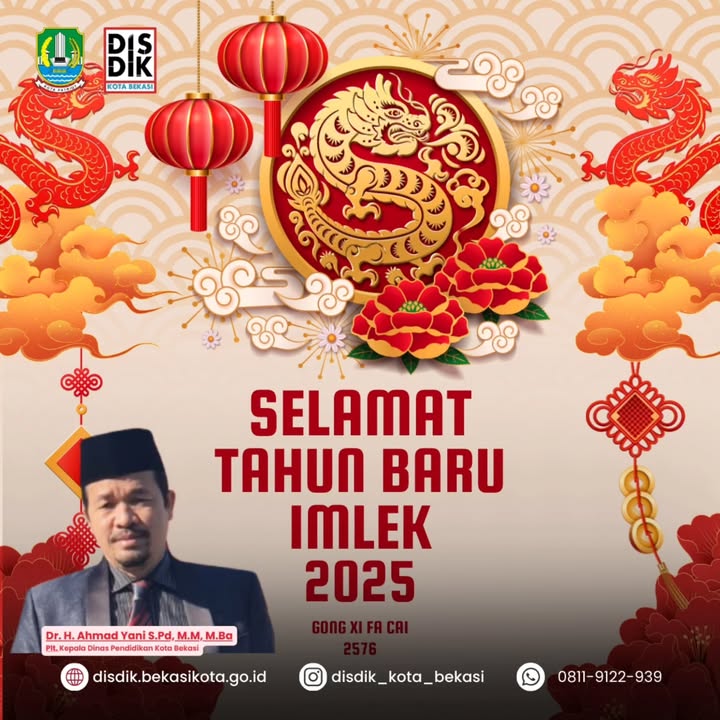 DIS
DIK
KOTA BEKASI
SELAMAT
TAHUN BARU
IMLEK
2025
GONG XI FA CAI
2576
Dr. H. Ahmad Yani S.Pd, M.M, M.Ba
Plt. Kepala Dinas Pendidikan Kota Bekasi
disdik.bekasikota.go.id
disdik_kota_bekasi
0811-9122-939